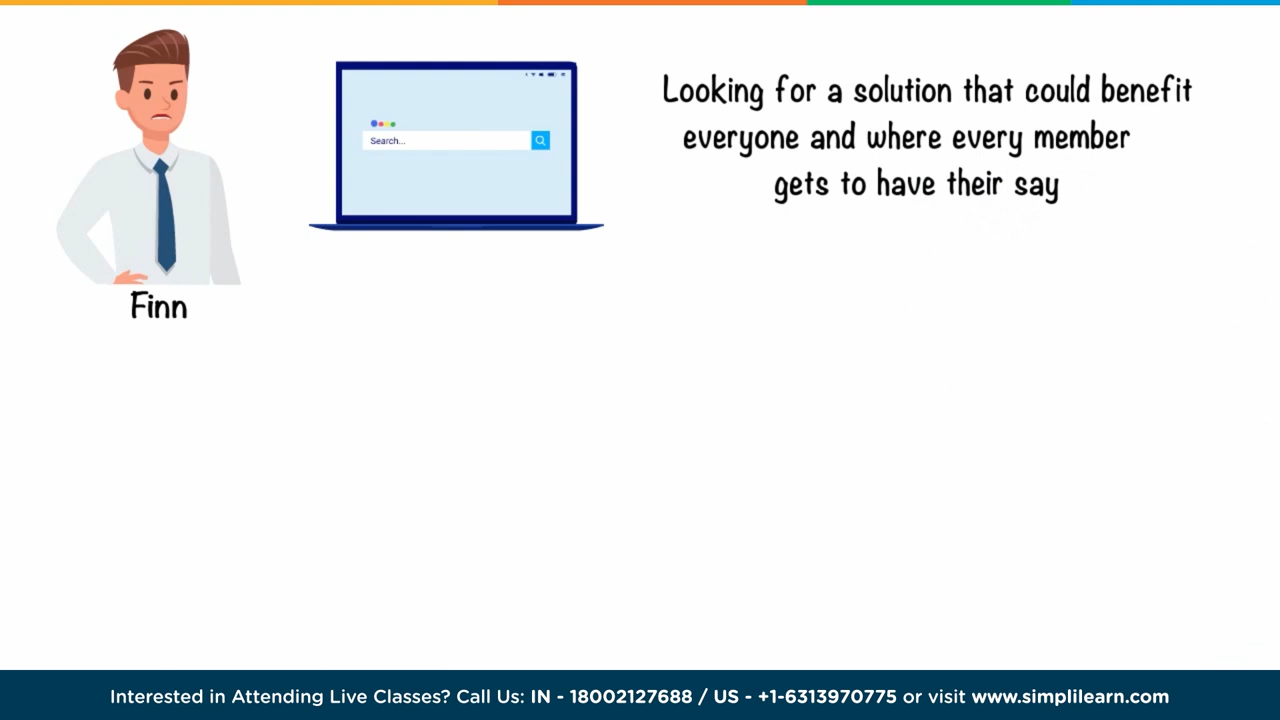 Looking for a solution that could benefit
everyone and where every member
gets to have their say
Search...
Finn
Interested in Attending Live Classes? Call Us: IN - 18002127688 / US - +1-6313970775 or visit www.simplilearn.com